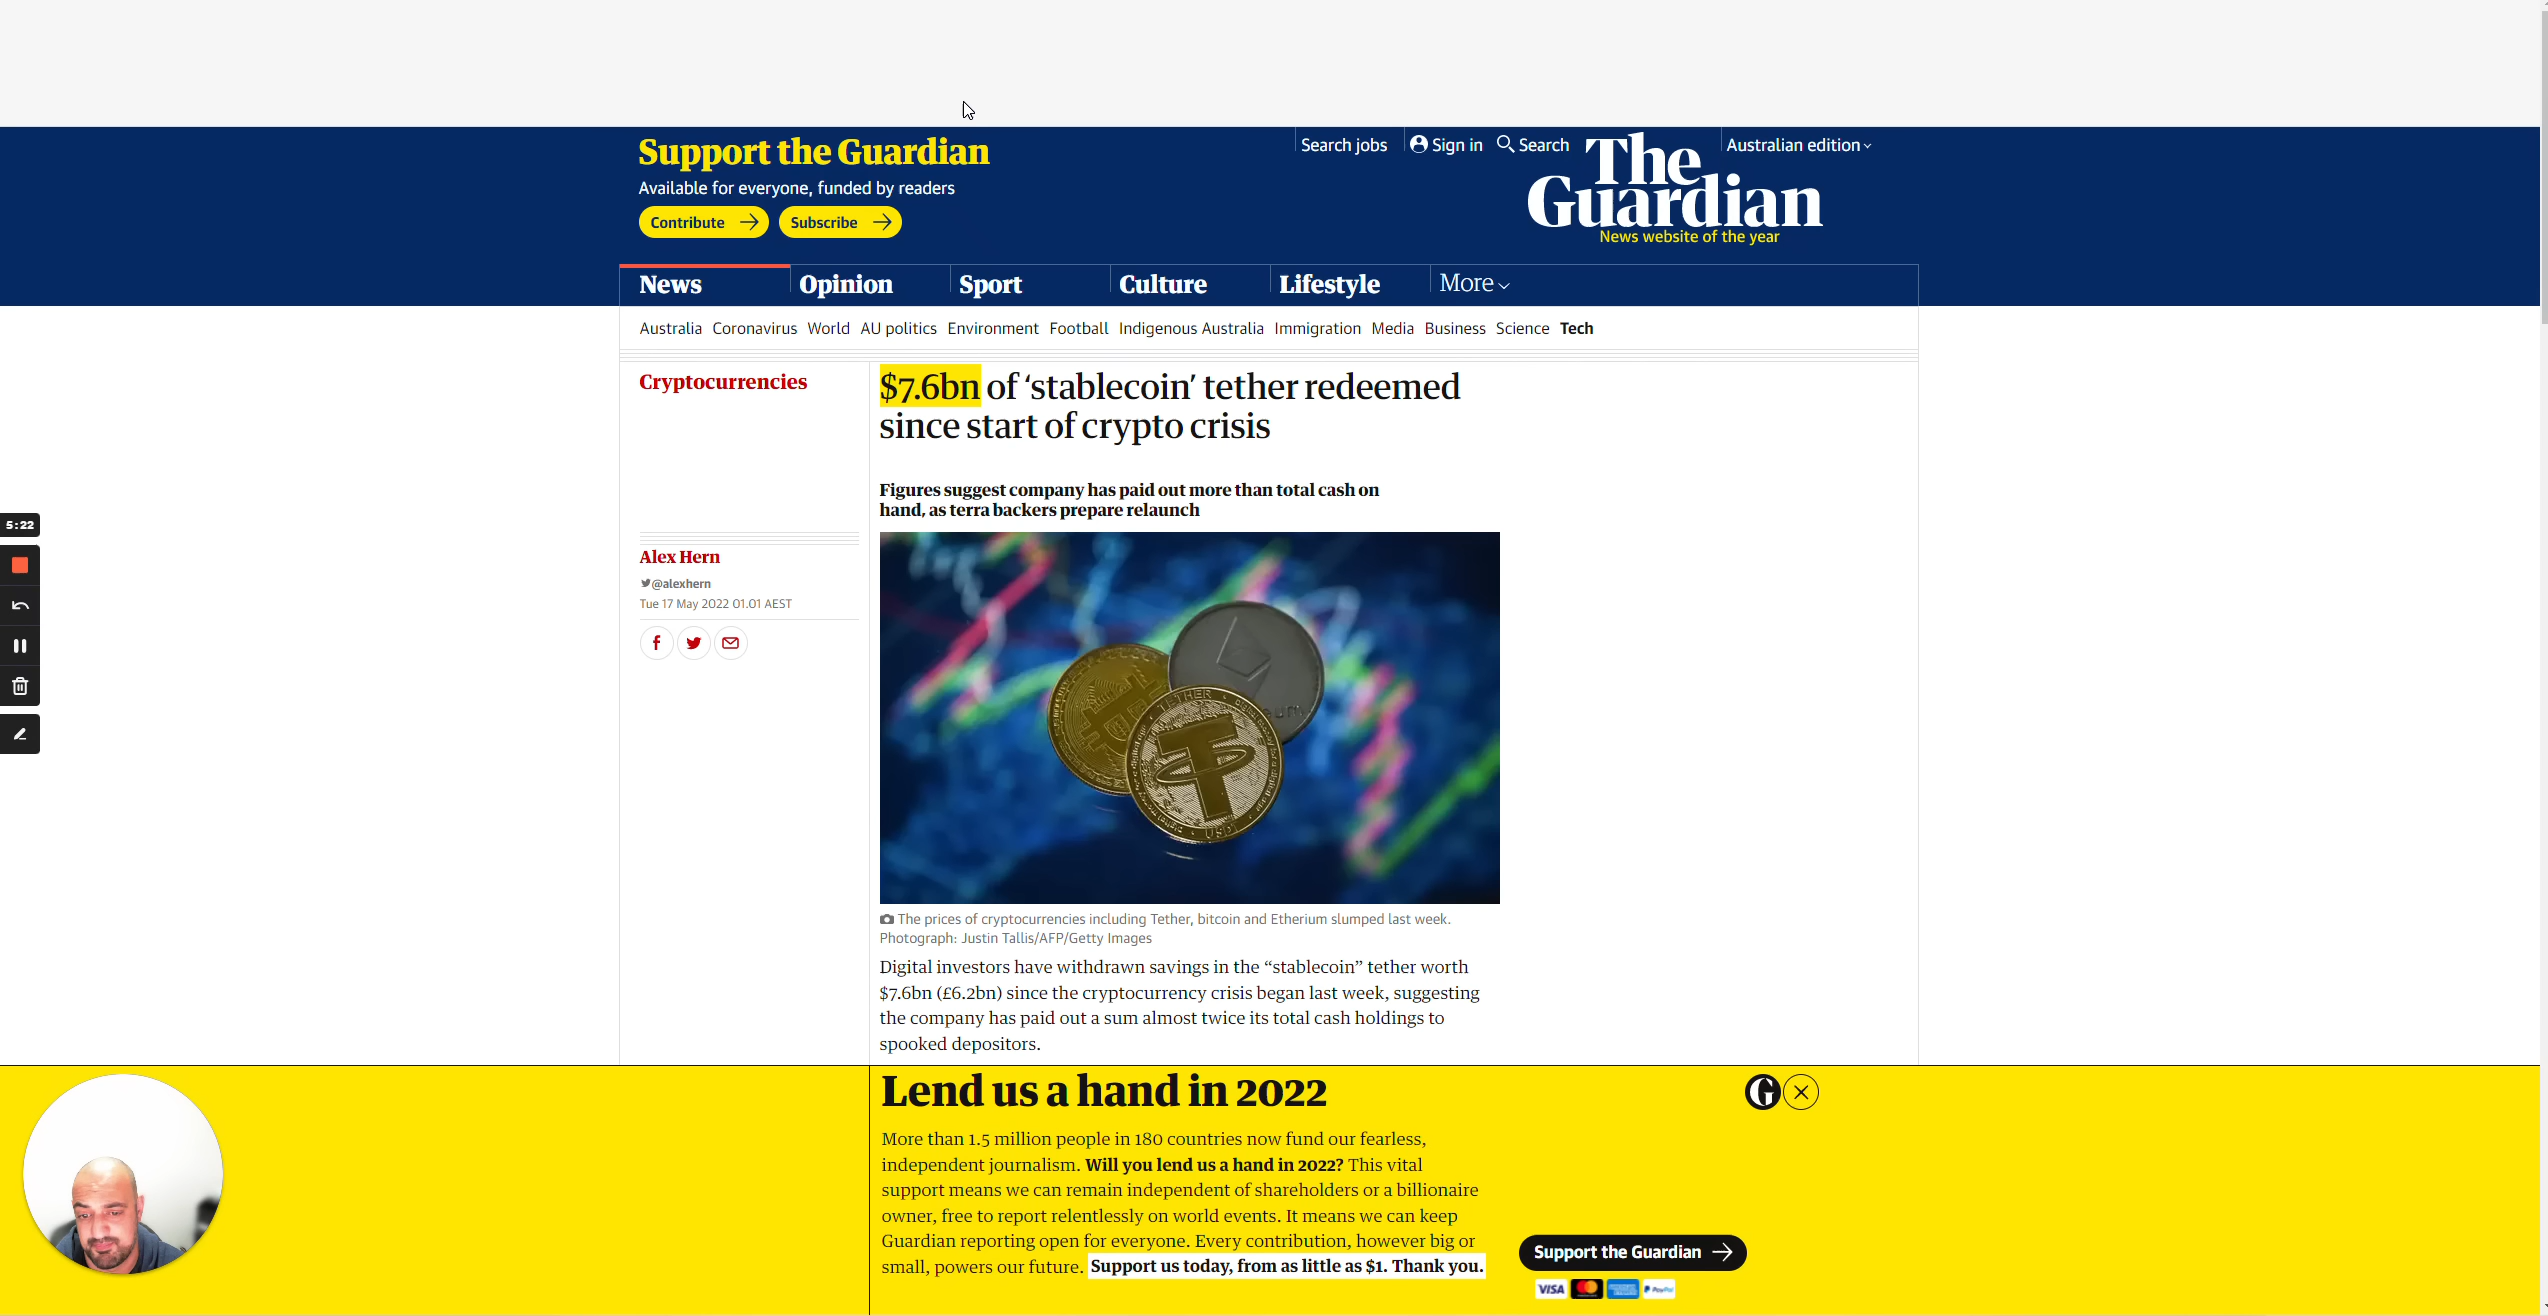 Support the Guardian
Available for everyone, funded by readers
Contribute
Subscribe
Search jobs
Sign in
Search
Australian edition
The
Guardian
News website of the year
News
Opinion
Sport
Culture
Lifestyle
More
Australia Coronavirus World AU politics Environment Football Indigenous Australia Immigration Media Business Science Tech
Cryptocurrencies
$7.6bn of ‘stablecoin’ tether redeemed
since start of crypto crisis
Figures suggest company has paid out more than total cash on
hand, as terra backers prepare relaunch
5:22
Alex Hern
@alexhern
Tue 17 May 2022 01.01 AEST
TETHER
USDT
The prices of cryptocurrencies including Tether, bitcoin and Etherium slumped last week.
Photograph: Justin Tallis/AFP/Getty Images
Digital investors have withdrawn savings in the “stablecoin” tether worth
$7.6bn (£6.2bn) since the cryptocurrency crisis began last week, suggesting
the company has paid out a sum almost twice its total cash holdings to
spooked depositors.
Lend us a hand in 2022
G
More than 1.5 million people in 180 countries now fund our fearless,
independent journalism. Will you lend us a hand in 2022? This vital
support means we can remain independent of shareholders or a billionaire
owner, free to report relentlessly on world events. It means we can keep
Guardian reporting open for everyone. Every contribution, however big or
small, powers our future. Support us today, from as little as $1. Thank you.
Support the Guardian
VISA
PayPal